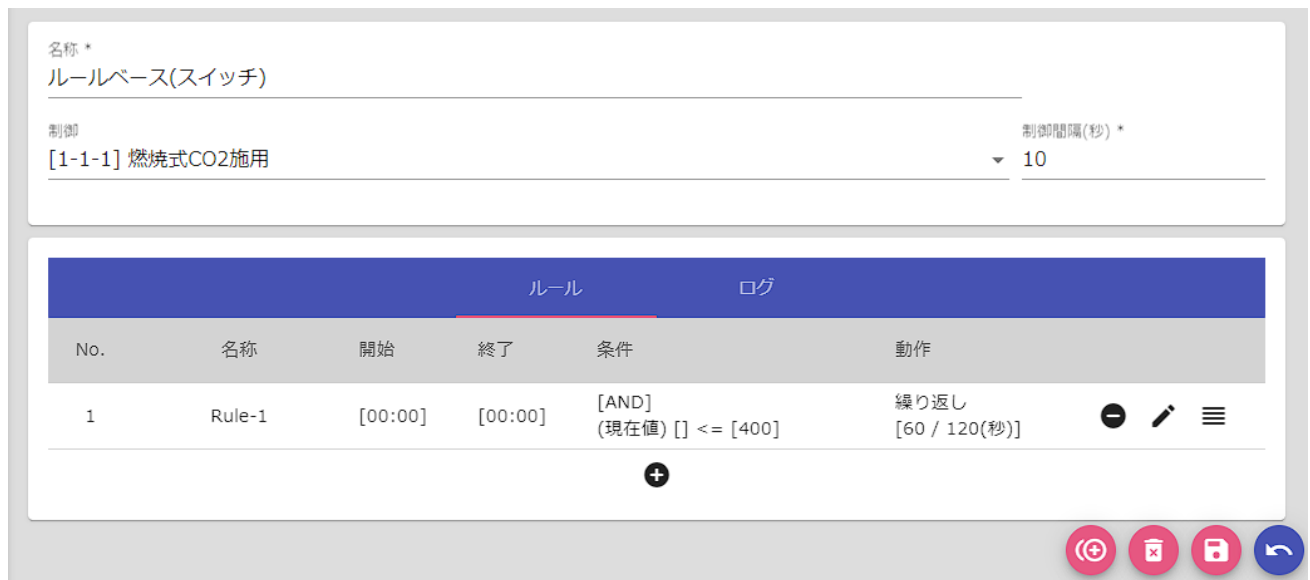 名称 *
ルールベース(スイッチ)
制御
制御間隔(秒) *
[1-1-1] 燃焼式CO2施用
10
ルール
ログ
No.
名称
開始
終了
条件
動作
1
Rule-1
[00:00]
[00:00]
[AND]
(現在値) [] <= [400]
繰り返し
[60 / 120(秒)]